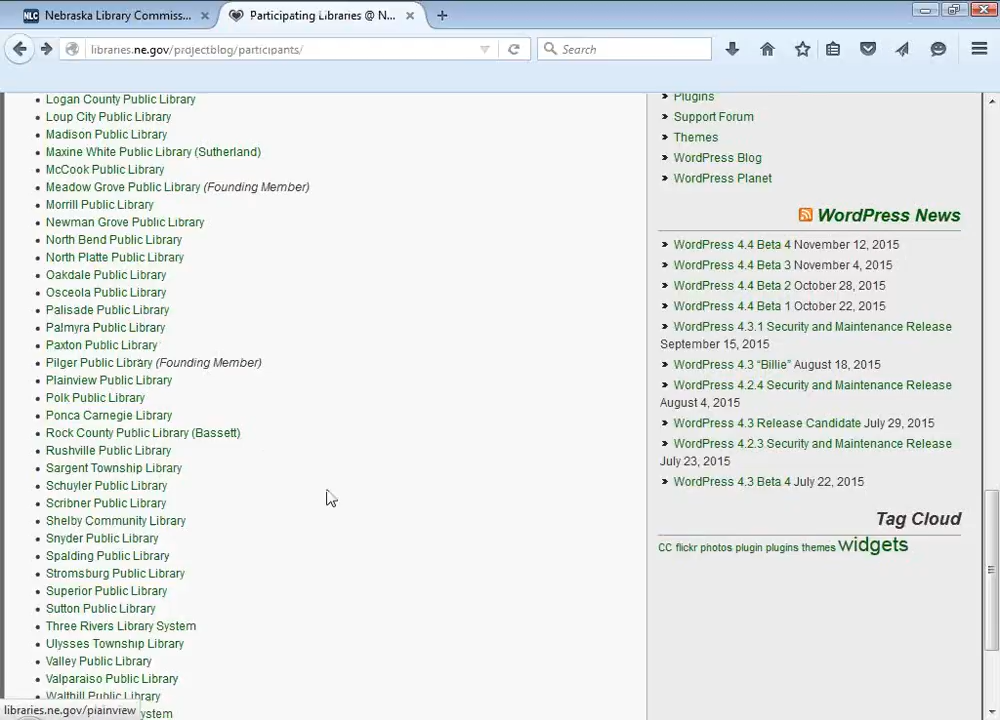 NLC Nebraska Library Commiss... × Participating Libraries @ N... × +
libraries.ne.gov/projectblog/participants/ Search
Logan County Public Library
Loup City Public Library
Madison Public Library
Maxine White Public Library (Sutherland)
McCook Public Library
Meadow Grove Public Library (Founding Member)
Morrill Public Library
Newman Grove Public Library
North Bend Public Library
North Platte Public Library
Oakdale Public Library
Osceola Public Library
Palisade Public Library
Palmyra Public Library
Paxton Public Library
Pilger Public Library (Founding Member)
Plainview Public Library
Polk Public Library
Ponca Carnegie Library
Rock County Public Library (Bassett)
Rushville Public Library
Sargent Township Library
Schuyler Public Library
Scribner Public Library
Shelby Community Library
Snyder Public Library
Spalding Public Library
Stromsburg Public Library
Superior Public Library
Sutton Public Library
Three Rivers Library System
Ulysses Township Library
Valley Public Library
Valparaiso Public Library
Walthill Public Library
libraries.ne.gov/plainview
ystem
Plugins
Support Forum
Themes
WordPress Blog
WordPress Planet
WordPress News
WordPress 4.4 Beta 4 November 12, 2015
WordPress 4.4 Beta 3 November 4, 2015
WordPress 4.4 Beta 2 October 28, 2015
WordPress 4.4 Beta 1 October 22, 2015
WordPress 4.3.1 Security and Maintenance Release
September 15, 2015
WordPress 4.3 “Billie” August 18, 2015
WordPress 4.2.4 Security and Maintenance Release
August 4, 2015
WordPress 4.3 Release Candidate July 29, 2015
WordPress 4.2.3 Security and Maintenance Release
July 23, 2015
WordPress 4.3 Beta 4 July 22, 2015
Tag Cloud
CC flickr photos plugin plugins themes widgets